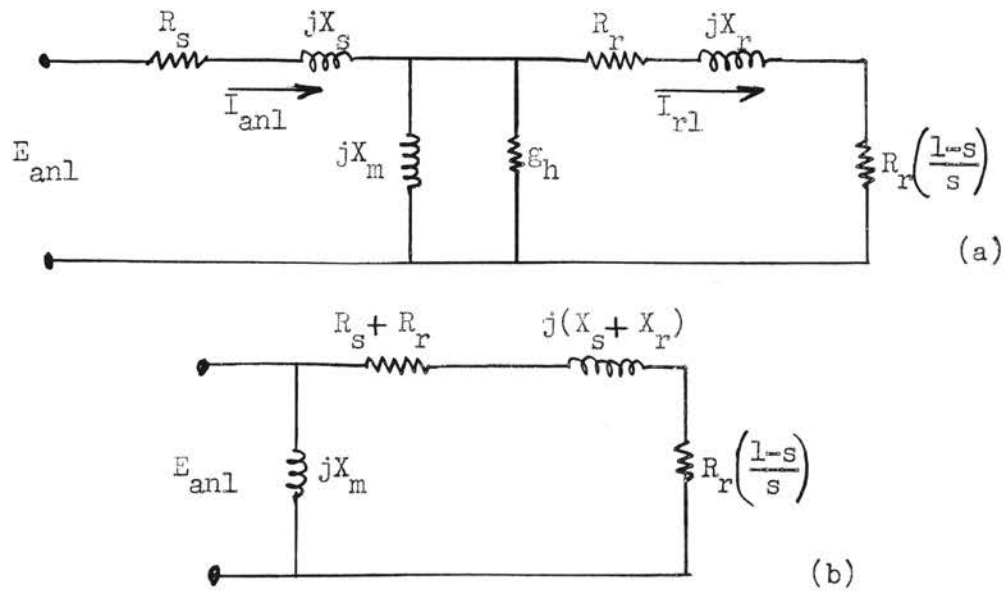 R_s
jX_s
R_r
jX_r
I_an1
I_r1
E_an1
jX_m
g_h
R_r(1-s/s)
(a)
R_s + R_r
j(X_s + X_r)
E_an1
jX_m
R_r(1-s/s)
(b)